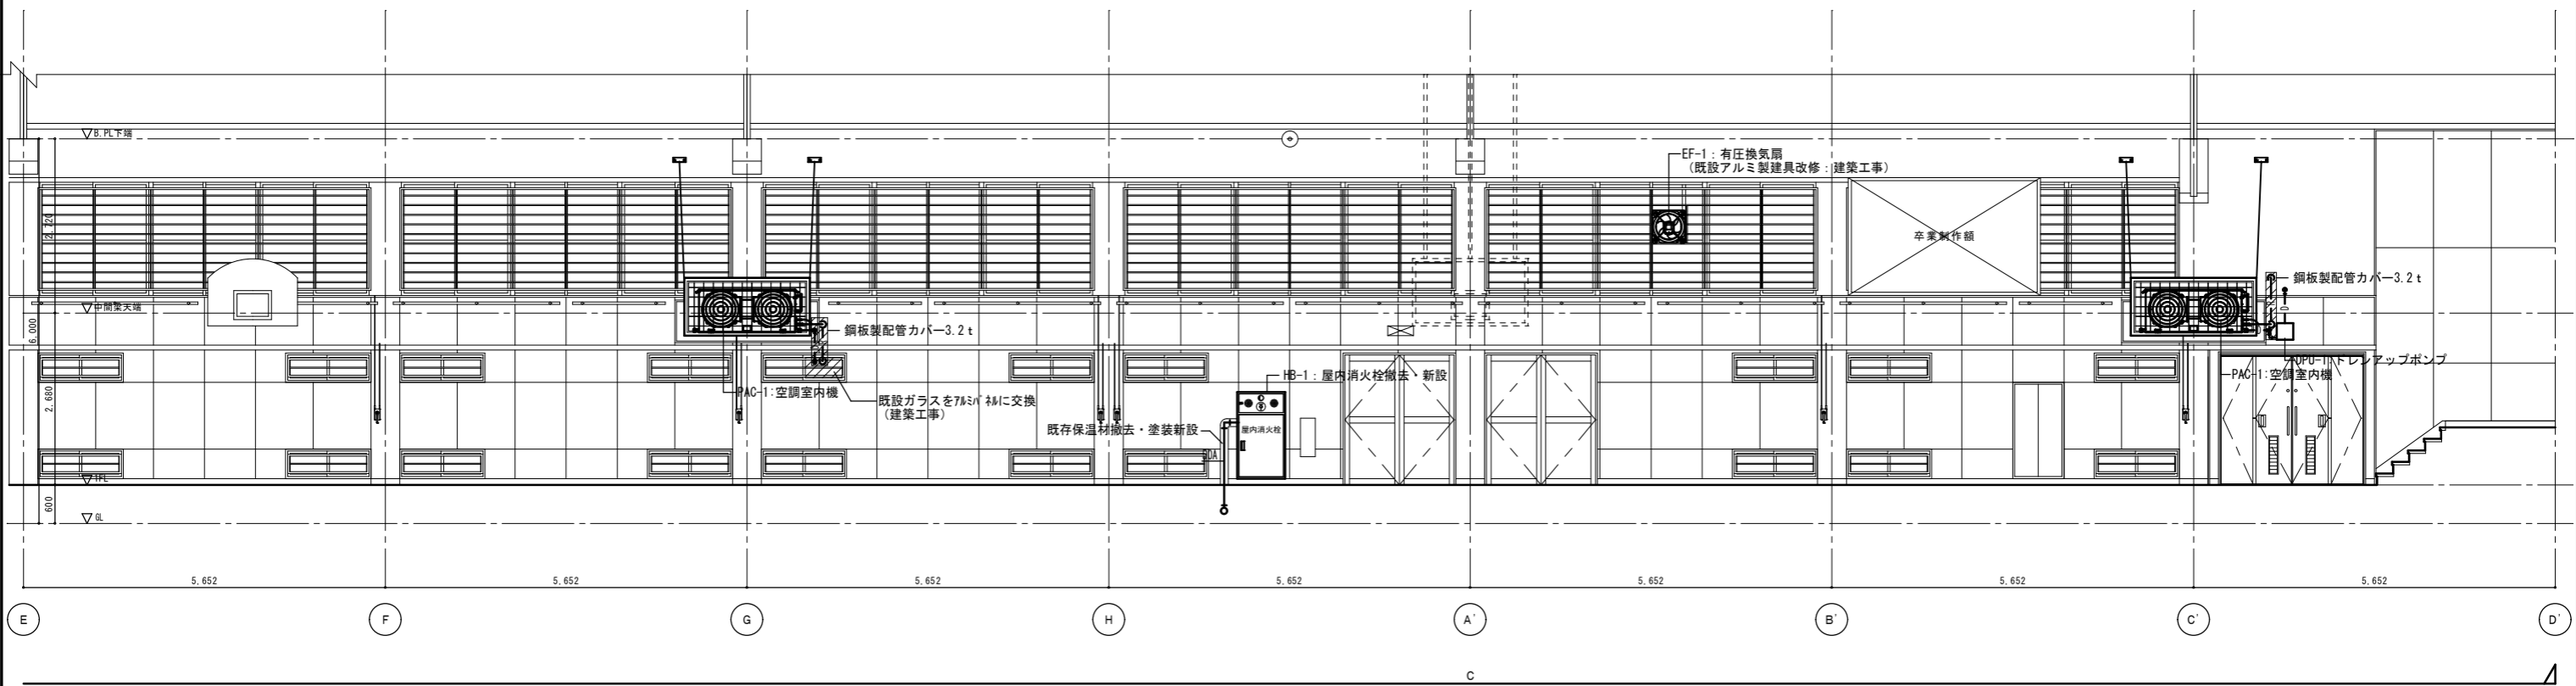 B.PL下端
EF-1：有圧換気扇
（既設アルミ製建具改修：建築工事）
2,720
卒業制作額
鋼板製配管カバー3.2t
中間梁天端
6,000
鋼板製配管カバー3.2t
DPU-1:ドレンアップポンプ
HB-1：屋内消火栓撤去・新設
PAC-1:空調室内機
PAC-1:空調室内機
2,680
既設ガラスをｱﾙﾐﾊﾟﾈﾙに交換
（建築工事）
既存保温材撤去・塗装新設
屋内消火栓
50A
1FL
600
GL
5,652
5,652
5,652
5,652
5,652
5,652
5,652
E
F
G
H
A'
B'
C'
D'
C